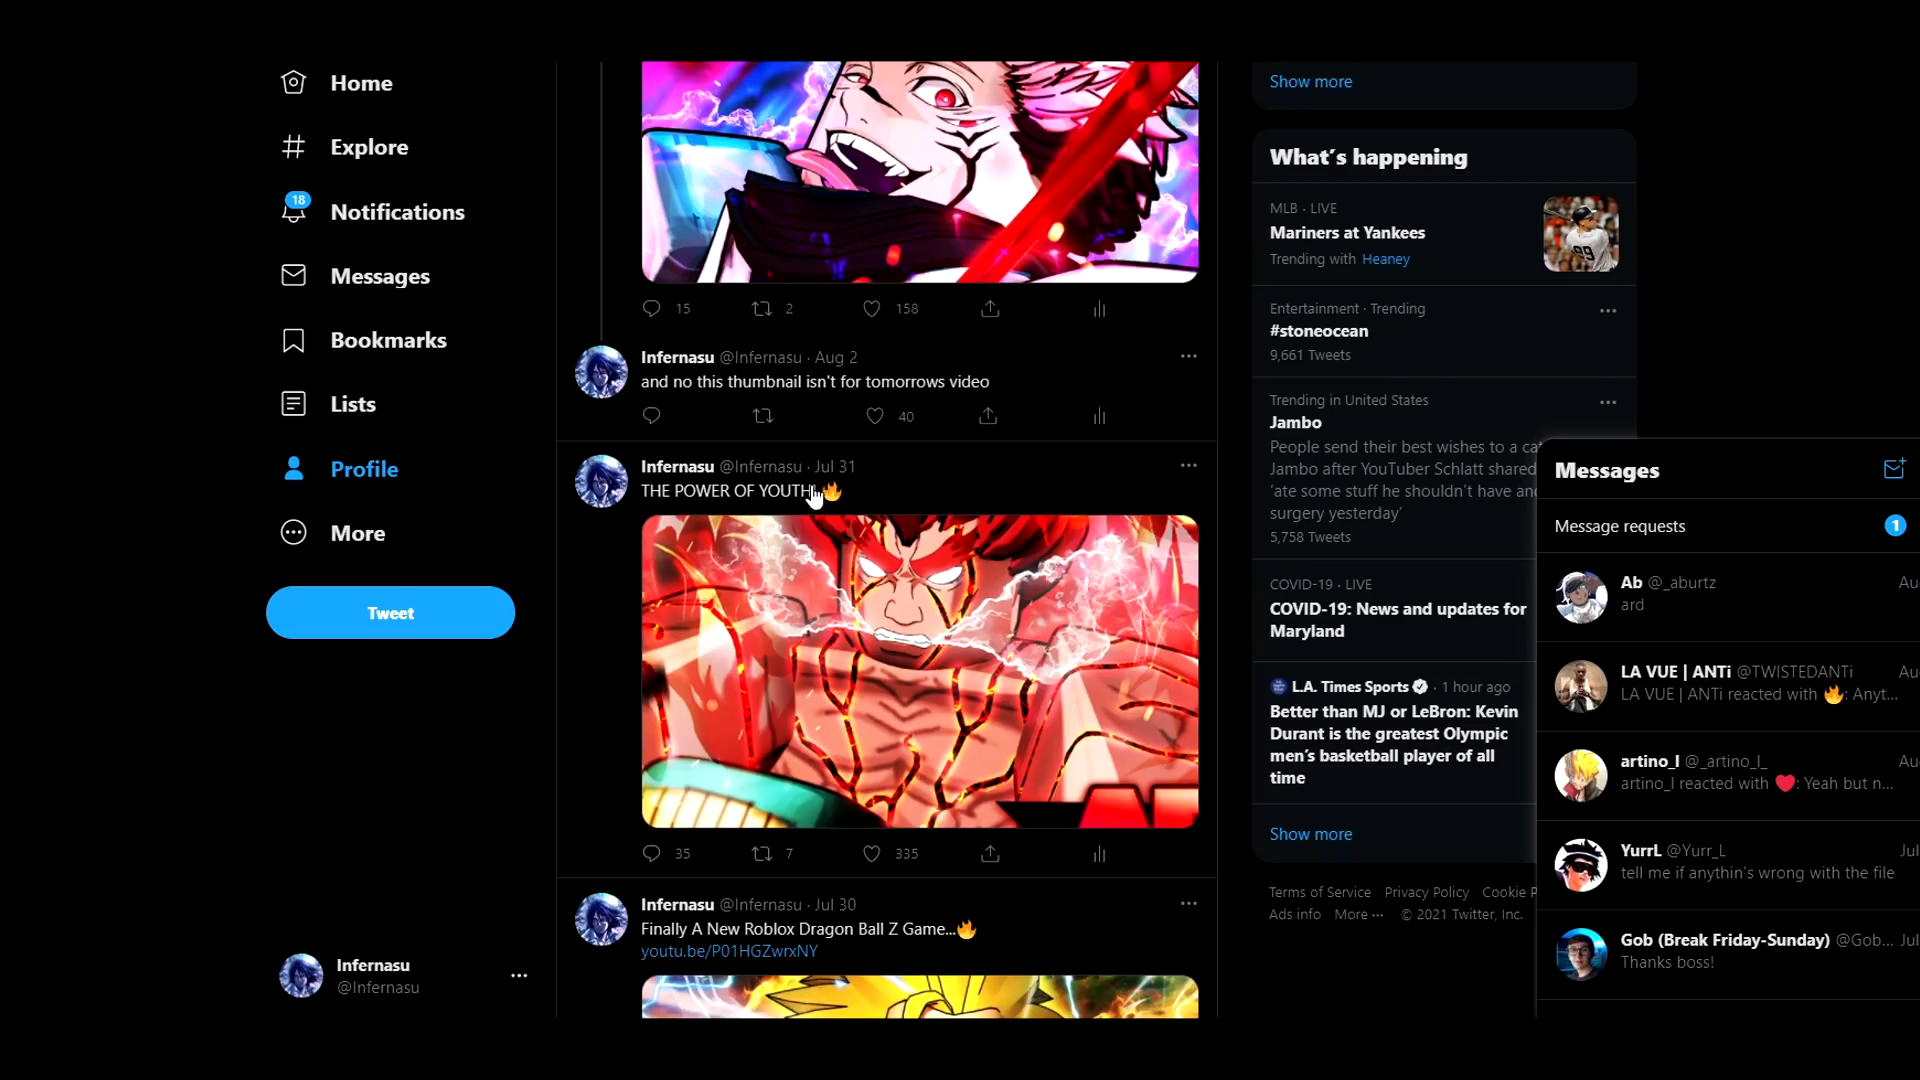 Home
Explore
18
Notifications
Messages
Bookmarks
Lists
Profile
More
Tweet
Infernasu
@Infernasu
15
2
158
Infernasu @Infernasu · Aug 2
and no this thumbnail isn't for tomorrows video
40
Infernasu @Infernasu · Jul 31
THE POWER OF YOUTH
35
7
335
Infernasu @Infernasu · Jul 30
Finally A New Roblox Dragon Ball Z Game...🔥
youtu.be/P01HGZwrxNY
Show more
What's happening
MLB · LIVE
Mariners at Yankees
Trending with Heaney
99
Entertainment · Trending
#stoneocean
9,661 Tweets
Trending in United States
Jambo
People send their best wishes to a cat
Jambo after YouTuber Schlatt shared
'ate some stuff he shouldn't have and
surgery yesterday'
5,758 Tweets
COVID-19 · LIVE
COVID-19: News and updates for
Maryland
L.A. Times Sports · 1 hour ago
Better than MJ or LeBron: Kevin
Durant is the greatest Olympic
men's basketball player of all
time
Show more
Terms of Service Privacy Policy Cookie P
Ads info More ··· © 2021 Twitter, Inc.
Messages
Message requests
1
Ab @_aburtz
Au
ard
LA VUE | ANTi @TWISTEDANTi
Au
LA VUE | ANTi reacted with 🔥: Anyt...
artino_l @_artino_l_
Au
artino_l reacted with ❤️: Yeah but n...
YurrL @Yurr_L
Jul
tell me if anythin's wrong with the file
Gob (Break Friday-Sunday) @Gob...
Jul
Thanks boss!